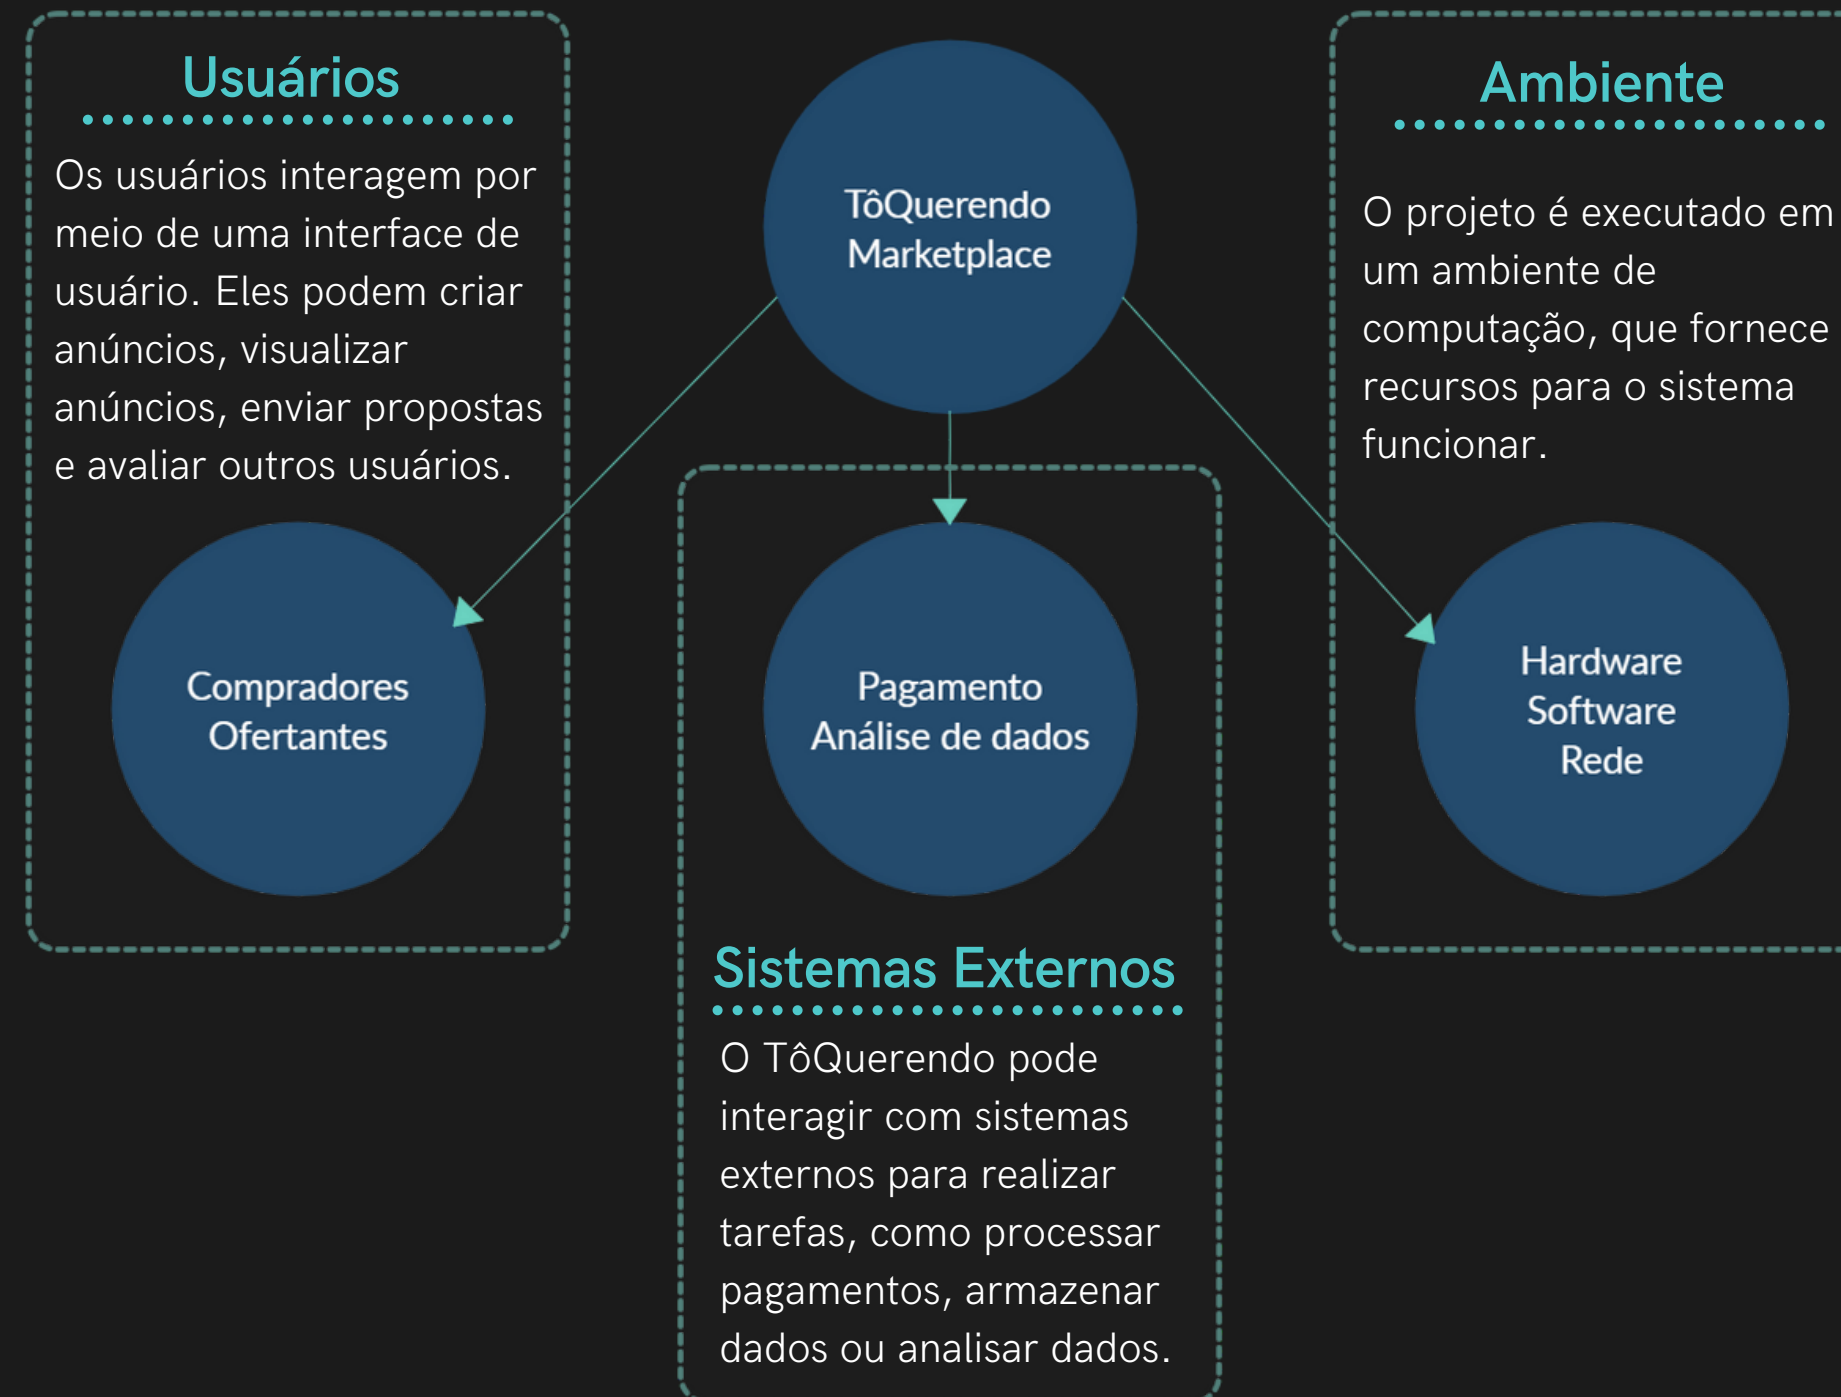 Usuários
Os usuários interagem por
meio de uma interface de
usuário. Eles podem criar
anúncios, visualizar
anúncios, enviar propostas
e avaliar outros usuários.
Compradores
Ofertantes
TôQuerendo
Marketplace
Pagamento
Análise de dados
Sistemas Externos
O TôQuerendo pode
interagir com sistemas
externos para realizar
tarefas, como processar
pagamentos, armazenar
dados ou analisar dados.
Ambiente
O projeto é executado em
um ambiente de
computação, que fornece
recursos para o sistema
funcionar.
Hardware
Software
Rede